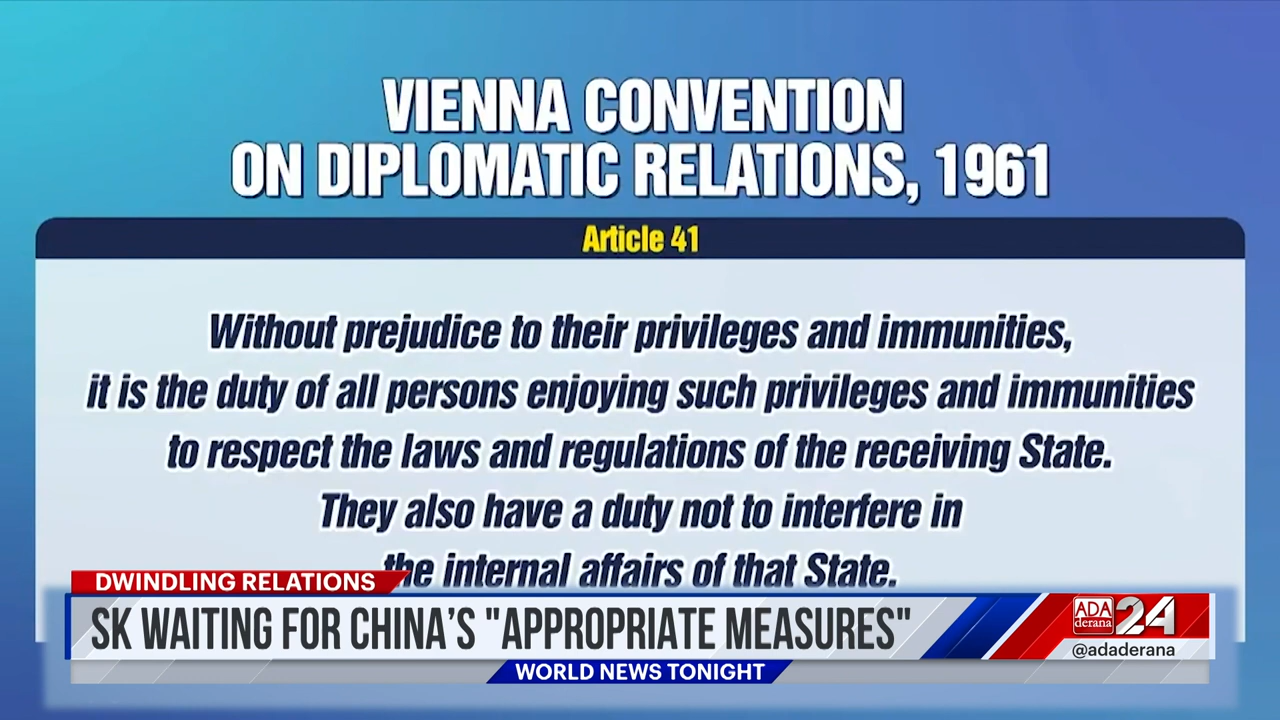 VIENNA CONVENTION
ON DIPLOMATIC RELATIONS, 1961
Article 41
Without prejudice to their privileges and immunities,
it is the duty of all persons enjoying such privileges and immunities
to respect the laws and regulations of the receiving State.
They also have a duty not to interfere in
the internal affairs of that State.
DWINDLING RELATIONS
SK WAITING FOR CHINA’S "APPROPRIATE MEASURES"
ADA
derana
24
@adaderana
WORLD NEWS TONIGHT